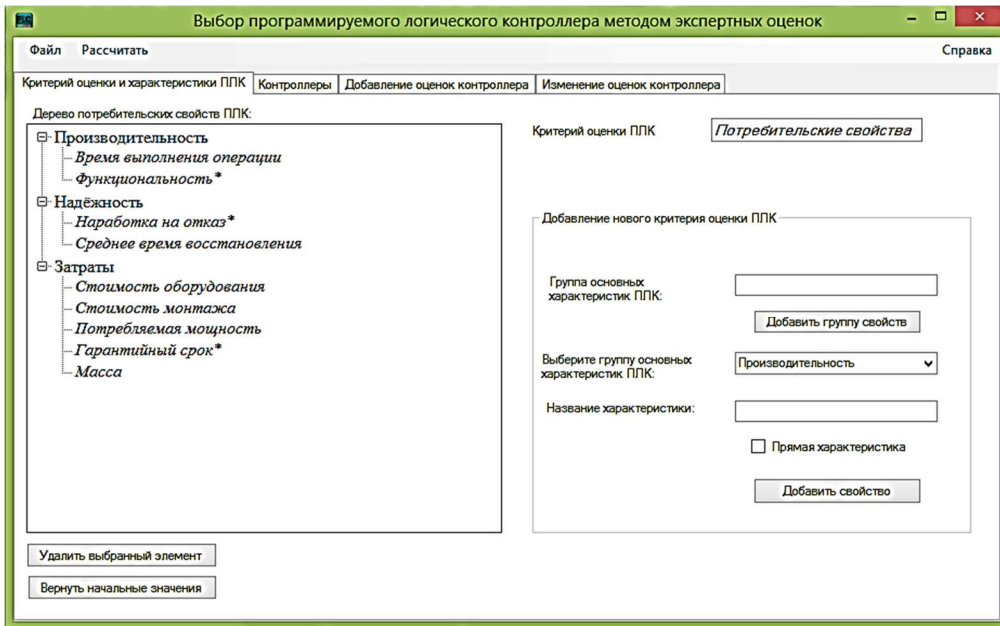 PLC Выбор программируемого логического контроллера методом экспертных оценок
Файл Рассчитать Справка
Критерий оценки и характеристики ПЛК Контроллеры Добавление оценок контроллера Изменение оценок контроллера
Дерево потребительских свойств ПЛК:
Производительность
Время выполнения операции
Функциональность*
Надёжность
Наработка на отказ*
Среднее время восстановления
Затраты
Стоимость оборудования
Стоимость монтажа
Потребляемая мощность
Гарантийный срок*
Масса
Удалить выбранный элемент
Вернуть начальные значения
Критерий оценки ПЛК Потребительские свойства
Добавление нового критерия оценки ПЛК
Группа основных
характеристик ПЛК:
Добавить группу свойств
Выберите группу основных
характеристик ПЛК:
Производительность
Название характеристики:
Прямая характеристика
Добавить свойство